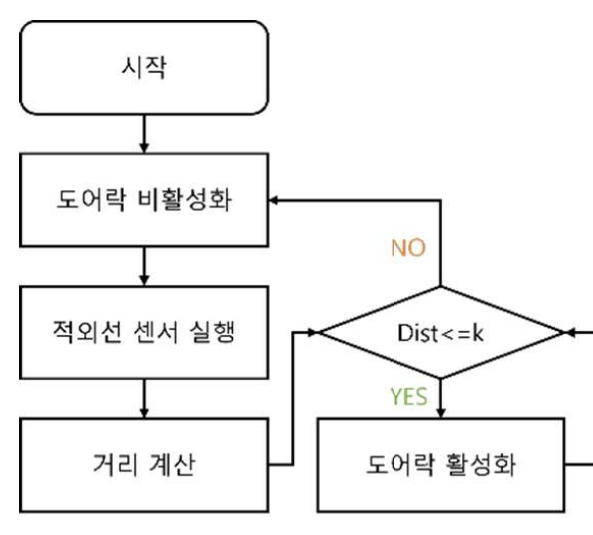 시작
도어락 비활성화
적외선 센서 실행
거리 계산
NO
Dist<=k
YES
도어락 활성화